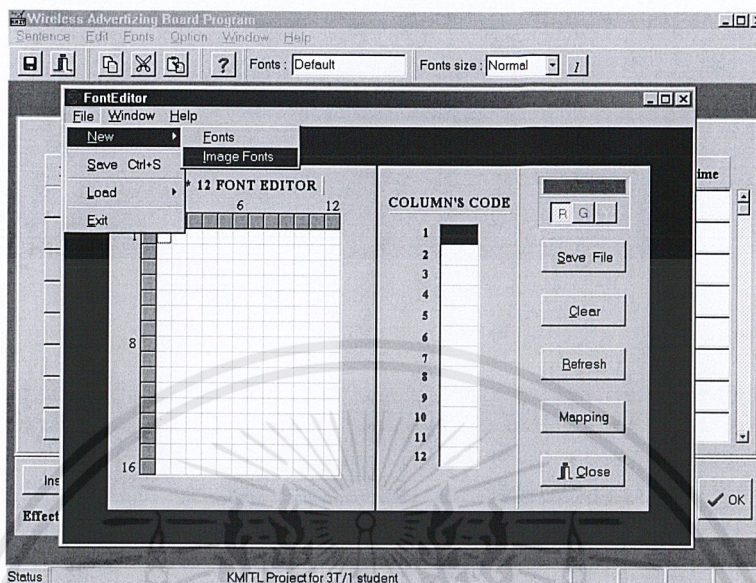 Wireless Advertizing Board Program
Sentence Edit Fonts Option Window Help
? Fonts : Default Fonts size : Normal 1
FontEditor
File Window Help
New Fonts
Save Ctrl+S Image Fonts
Load
Exit
* 12 FONT EDITOR
6 12
1
8
16
COLUMN'S CODE
1
2
3
4
5
6
7
8
9
10
11
12
R G
Save File
Clear
Refresh
Mapping
Close
ime
Ins
Effect
OK
Status KMITL Project for 3T/1 student